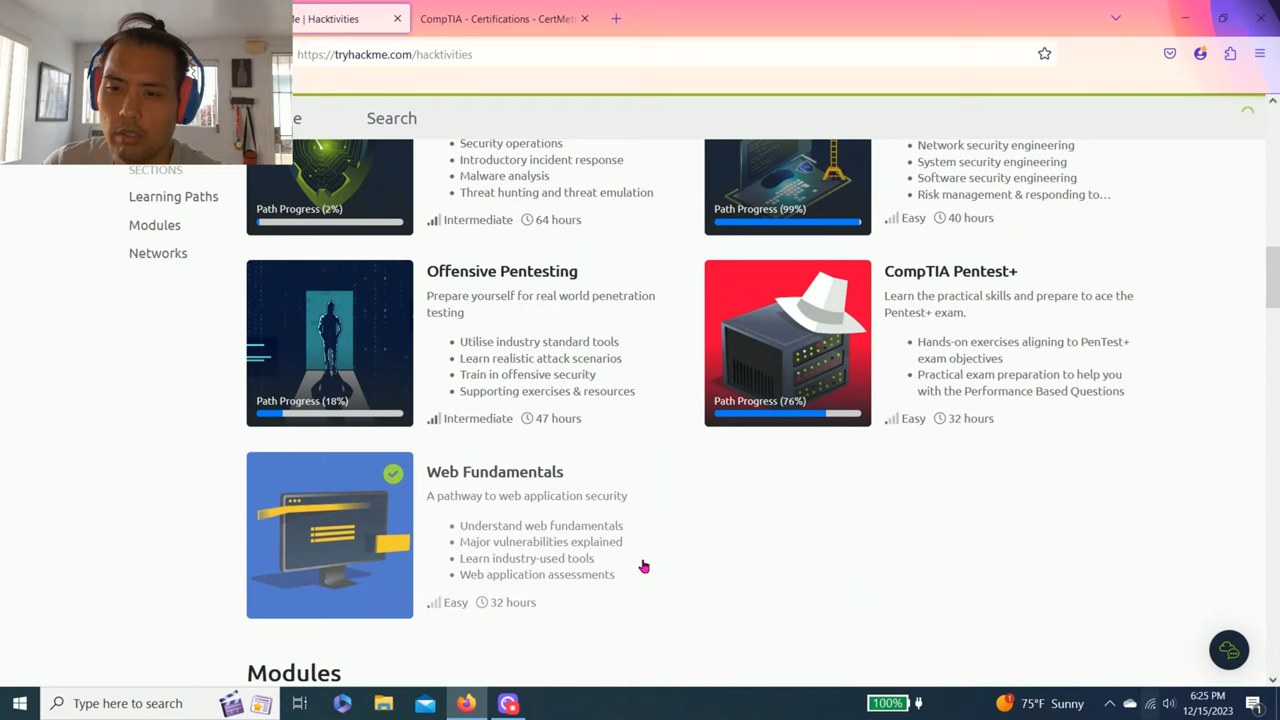 Me | Hacktivities
CompTIA - Certifications - CertMet
https://tryhackme.com/hacktivities
Search
SECTIONS
Learning Paths
Modules
Networks
Path Progress (2%)
Security operations
Introductory incident response
Malware analysis
Threat hunting and threat emulation
Intermediate 64 hours
Path Progress (99%)
Network security engineering
System security engineering
Software security engineering
Risk management & responding to…
Easy 40 hours
Path Progress (18%)
Offensive Pentesting
Prepare yourself for real world penetration
testing
Utilise industry standard tools
Learn realistic attack scenarios
Train in offensive security
Supporting exercises & resources
Intermediate 47 hours
Path Progress (76%)
CompTIA Pentest+
Learn the practical skills and prepare to ace the
Pentest+ exam.
Hands-on exercises aligning to PenTest+
exam objectives
Practical exam preparation to help you
with the Performance Based Questions
Easy 32 hours
Web Fundamentals
A pathway to web application security
Understand web fundamentals
Major vulnerabilities explained
Learn industry-used tools
Web application assessments
Easy 32 hours
Modules
Type here to search
100%
1
75°F Sunny
6:25 PM
12/15/2023
1